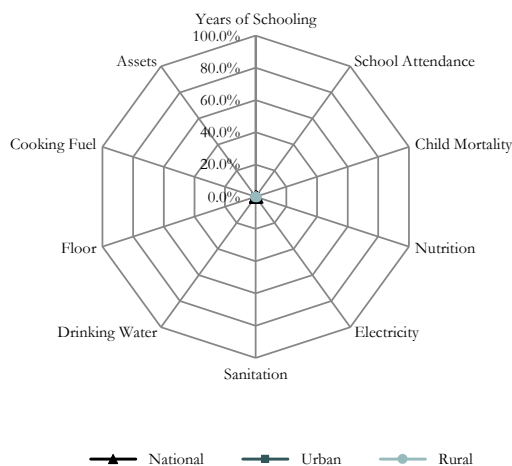 Years of Schooling
100.0%
Assets
School Attendance
80.0%
60.0%
40.0%
Cooking Fuel
Child Mortality
20.0%
0.0%
Floor
Nutrition
Drinking Water
Electricity
Sanitation
National
Urban
Rural